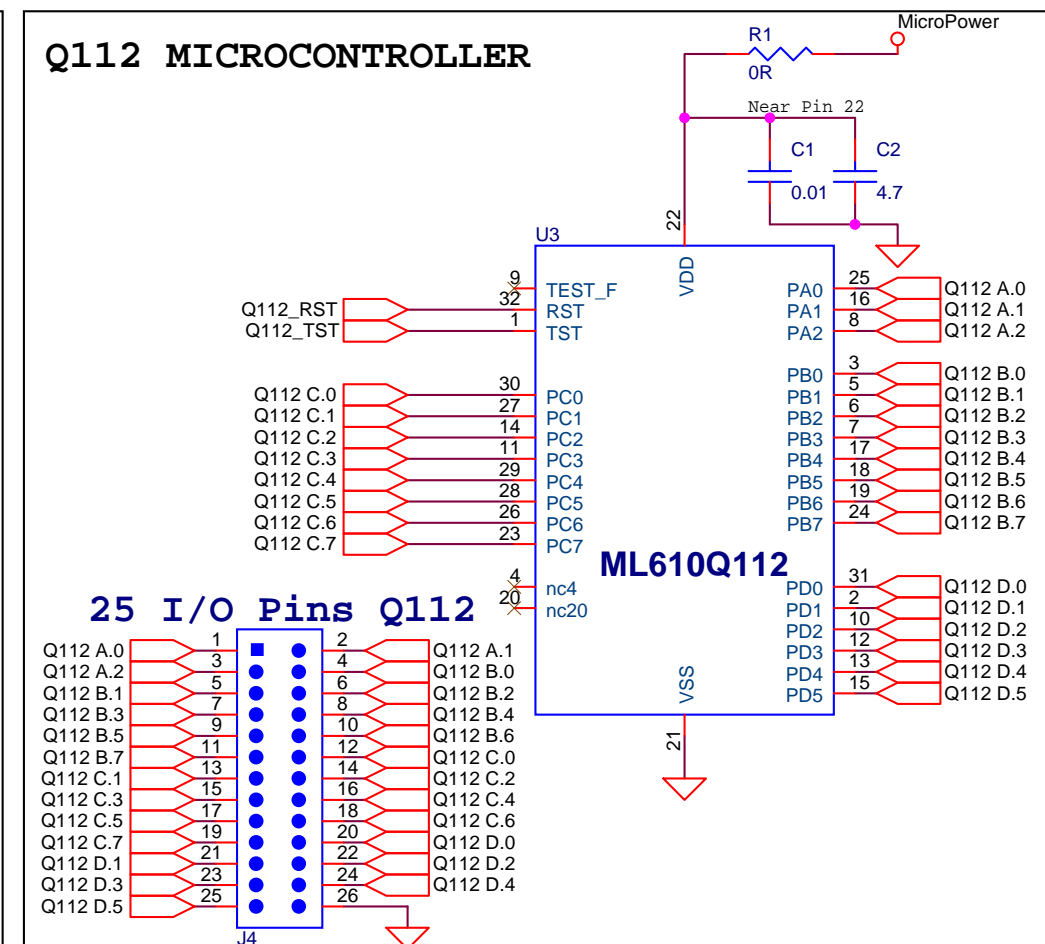 Q112 MICROCONTROLLER
MicroPower
R1
0R
Near Pin 22
C1
0.01
C2
4.7
22
U3
VDD
9 TEST_F
Q112_RST 32 RST
Q112_TST 1 TST
PA0 25 Q112 A.0
PA1 16 Q112 A.1
PA2 8 Q112 A.2
PB0 3 Q112 B.0
PB1 5 Q112 B.1
PB2 6 Q112 B.2
PB3 7 Q112 B.3
PB4 17 Q112 B.4
PB5 18 Q112 B.5
PB6 19 Q112 B.6
PB7 24 Q112 B.7
Q112 C.0 30 PC0
Q112 C.1 27 PC1
Q112 C.2 14 PC2
Q112 C.3 11 PC3
Q112 C.4 29 PC4
Q112 C.5 28 PC5
Q112 C.6 26 PC6
Q112 C.7 23 PC7
ML610Q112
4 nc4
20 nc20
PD0 31 Q112 D.0
PD1 2 Q112 D.1
PD2 10 Q112 D.2
PD3 12 Q112 D.3
PD4 13 Q112 D.4
PD5 15 Q112 D.5
VSS
21
25 I/O Pins Q112
Q112 A.0 1 2 Q112 A.1
Q112 A.2 3 4 Q112 B.0
Q112 B.1 5 6 Q112 B.2
Q112 B.3 7 8 Q112 B.4
Q112 B.5 9 10 Q112 B.6
Q112 B.7 11 12 Q112 C.0
Q112 C.1 13 14 Q112 C.2
Q112 C.3 15 16 Q112 C.4
Q112 C.5 17 18 Q112 C.6
Q112 C.7 19 20 Q112 D.0
Q112 D.1 21 22 Q112 D.2
Q112 D.3 23 24 Q112 D.4
Q112 D.5 25 26
J4